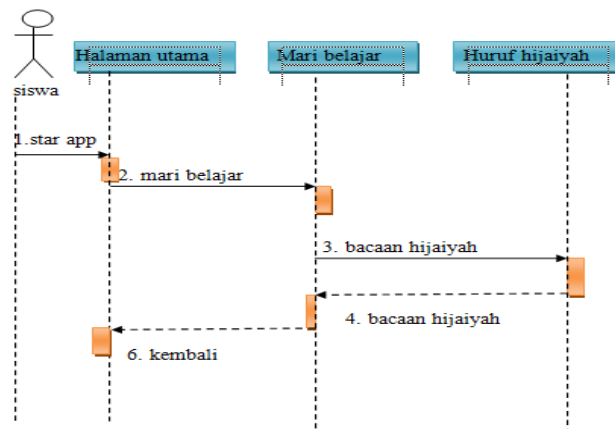 Halaman utama
Mari belajar
Huruf hijaiyah
siswa
1.star app
2. mari belajar
3. bacaan hijaiyah
4. bacaan hijaiyah
6. kembali